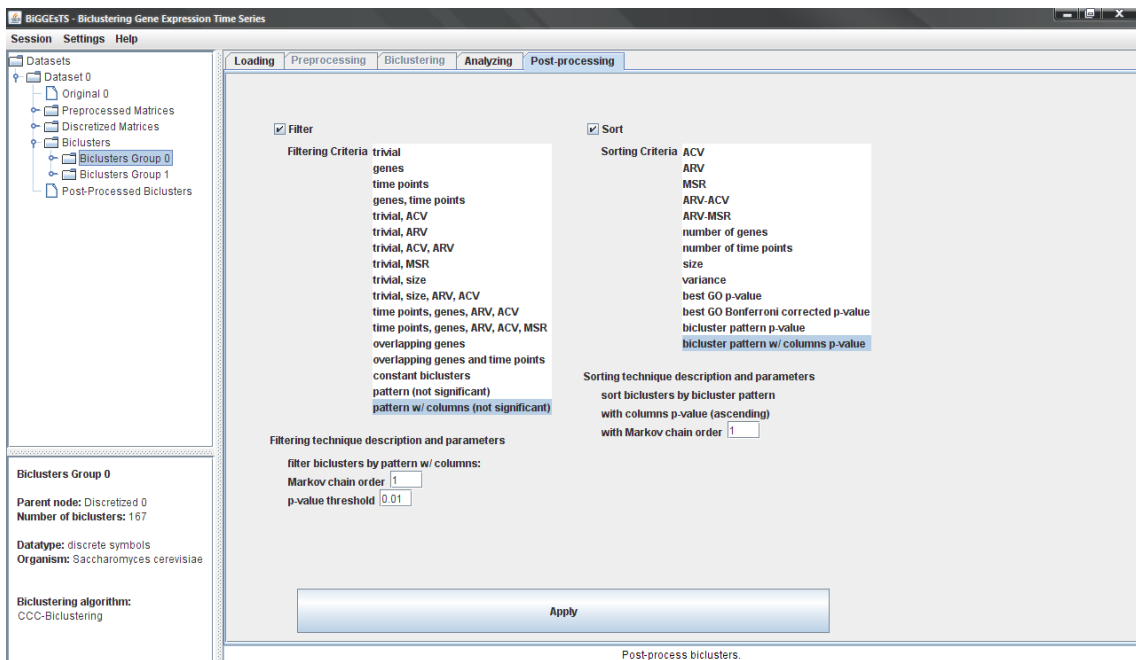 BiGGEsTS – Biclustering Gene Expression Time Series
Session Settings Help
Datasets
Dataset 0
Original 0
Preprocessed Matrices
Discretized Matrices
Biclusters
Biclusters Group 0
Biclusters Group 1
Post-Processed Biclusters
Biclusters Group 0
Parent node: Discretized 0
Number of biclusters: 167
Datatype: discrete symbols
Organism: Saccharomyces cerevisiae
Biclustering algorithm:
CCC-Biclustering
Loading Preprocessing Biclustering Analyzing Post-processing
Filter
Filtering Criteria trivial
genes
time points
genes, time points
trivial, ACV
trivial, ARV
trivial, ACV, ARV
trivial, MSR
trivial, size
trivial, size, ARV, ACV
time points, genes, ARV, ACV
time points, genes, ARV, ACV, MSR
overlapping genes
overlapping genes and time points
constant biclusters
pattern (not significant)
pattern w/ columns (not significant)
Filtering technique description and parameters
filter biclusters by pattern w/ columns:
Markov chain order 1
p-value threshold 0.01
Sort
Sorting Criteria ACV
ARV
MSR
ARV-ACV
ARV-MSR
number of genes
number of time points
size
variance
best GO p-value
best GO Bonferroni corrected p-value
bicluster pattern p-value
bicluster pattern w/ columns p-value
Sorting technique description and parameters
sort biclusters by bicluster pattern
with columns p-value (ascending)
with Markov chain order 1
Apply
Post-process biclusters.